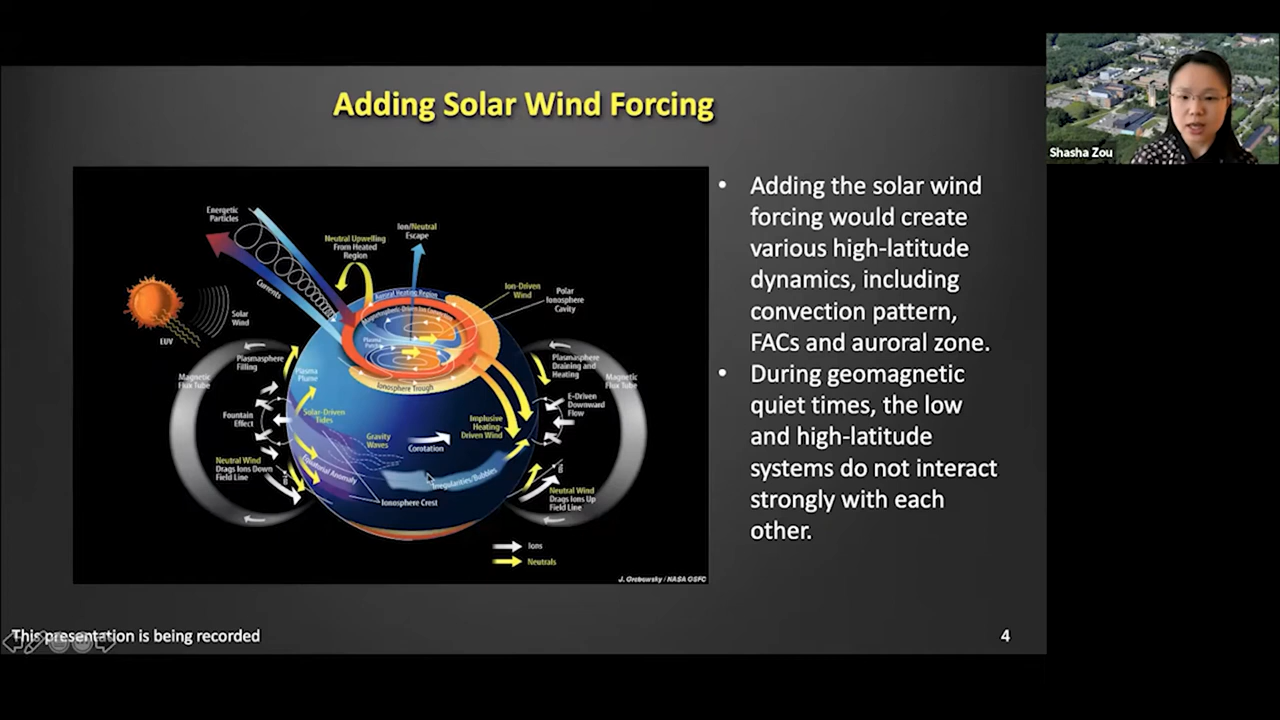 Adding Solar Wind Forcing
Shasha Zou
• Adding the solar wind
forcing would create
various high-latitude
dynamics, including
convection pattern,
FACs and auroral zone.
• During geomagnetic
quiet times, the low
and high-latitude
systems do not interact
strongly with each
other.
Energetic
Particles
Neutral Upwelling
From Heated
Region
Ion/Neutral
Escape
Currents
Auroral Heating Region
Ion-Driven
Wind
Polar
Ionosphere
Cavity
Solar
Wind
EUV
Plasma
Ionosphere Trough
Plasmasphere
Filling
Plasma
Plume
Plasmasphere
Draining and
Heating
Magnetic
Flux Tube
Magnetic
Flux Tube
E-Driven
Downward
Flow
Fountain
Effect
Solar-Driven
Tides
Implusive
Heating-
Driven Wind
Gravity
Waves
Corotation
Neutral Wind
Drags Ions Down
Field Line
Equatorial Anomaly
Irregularities/Bubbles
Ionosphere Crest
Neutral Wind
Drags Ions Up
Field Line
Ions
Neutrals
J. Grobowsky / NASA GSFC
This presentation is being recorded
4